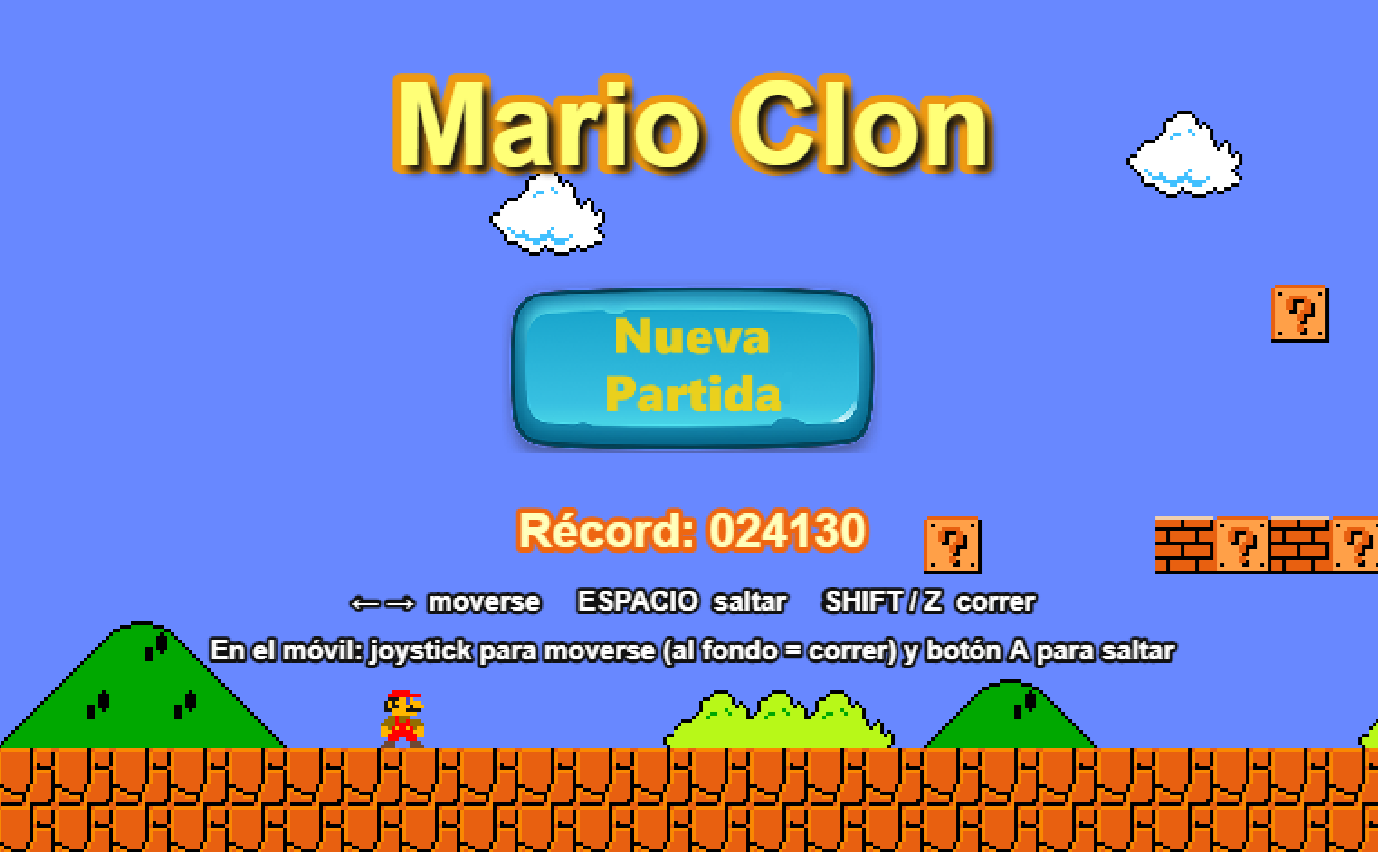 Mario Clon
Nueva
Partida
?
Récord: 024130
? ? ?
←→ moverse ESPACIO saltar SHIFT / Z correr
En el móvil: joystick para moverse (al fondo = correr) y botón A para saltar